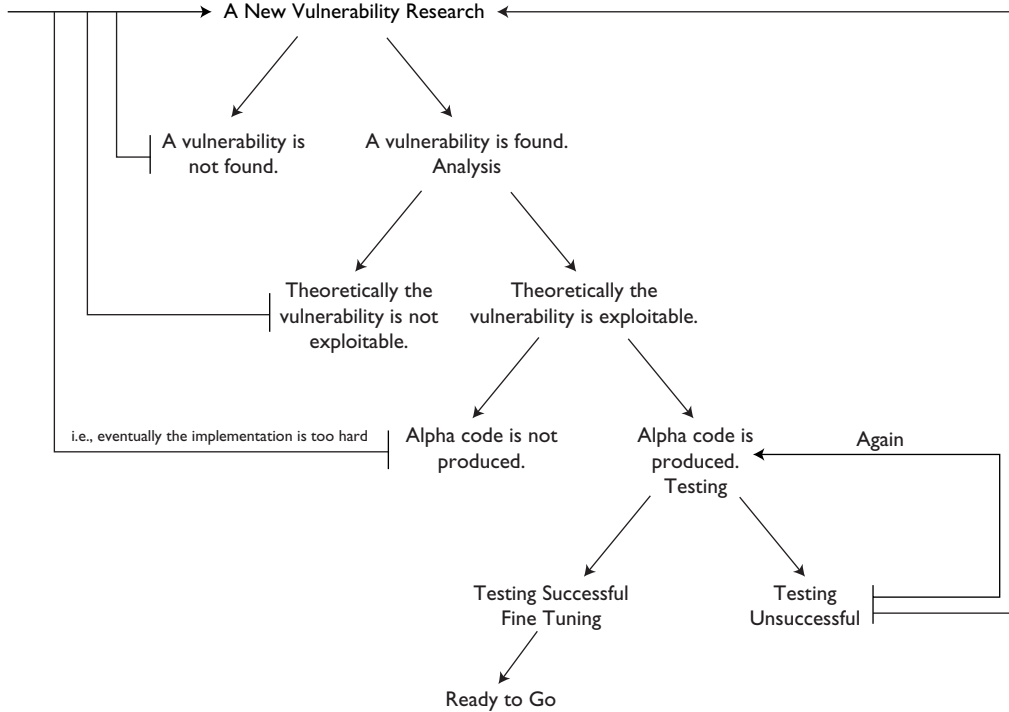 A New Vulnerability Research
A vulnerability is
not found.
A vulnerability is found.
Analysis
Theoretically the
vulnerability is not
exploitable.
Theoretically the
vulnerability is exploitable.
i.e., eventually the implementation is too hard
Alpha code is not
produced.
Alpha code is
produced.
Testing
Again
Testing Successful
Fine Tuning
Testing
Unsuccessful
Ready to Go